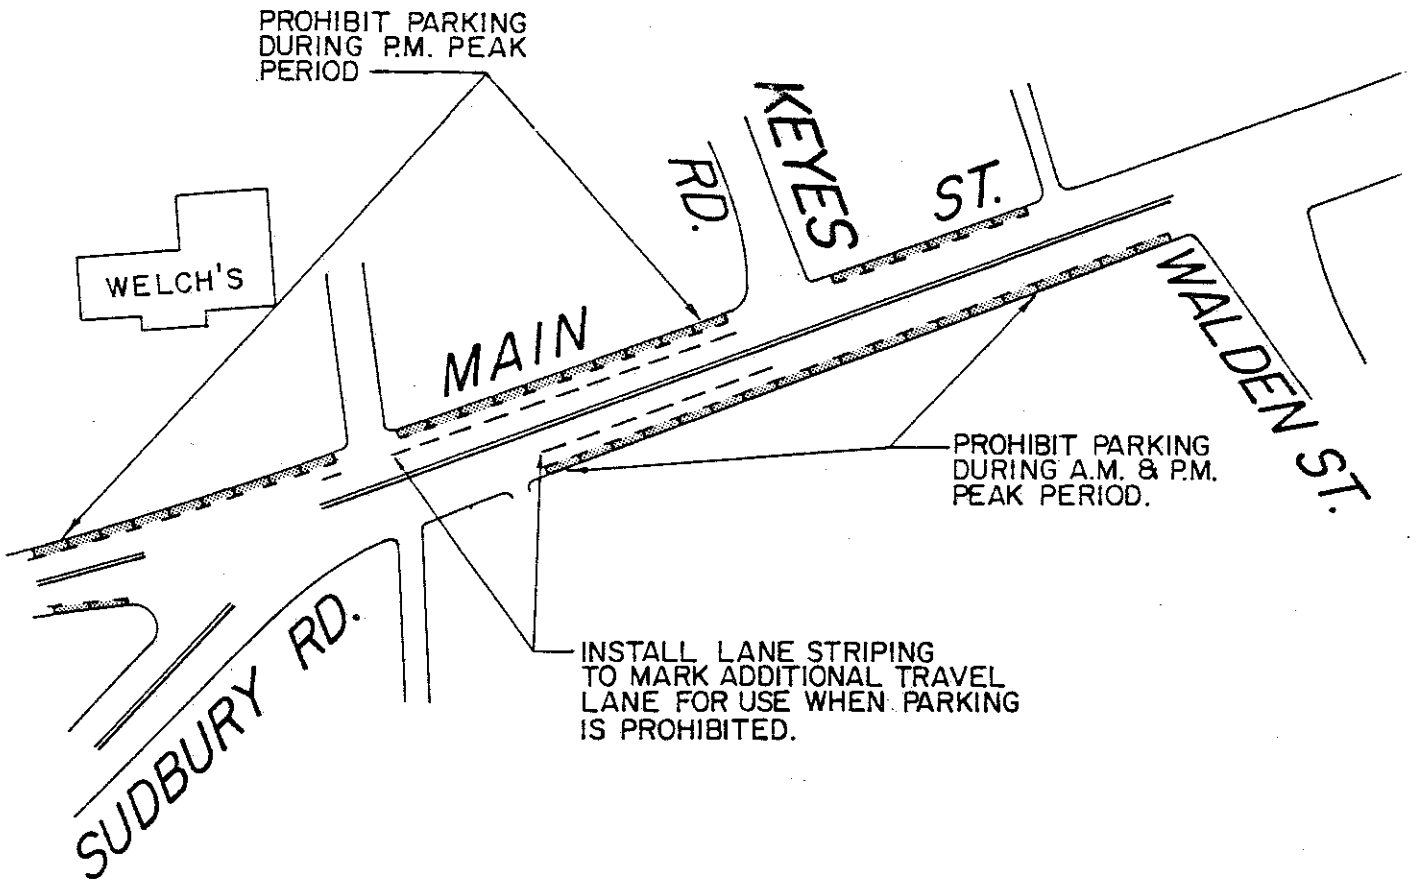 PROHIBIT PARKING
DURING P.M. PEAK
PERIOD
KEYES
RD.
ST.
WELCH'S
MAIN
WALDEN ST.
PROHIBIT PARKING
DURING A.M. & P.M.
PEAK PERIOD.
SUDBURY RD.
INSTALL LANE STRIPING
TO MARK ADDITIONAL TRAVEL
LANE FOR USE WHEN PARKING
IS PROHIBITED.